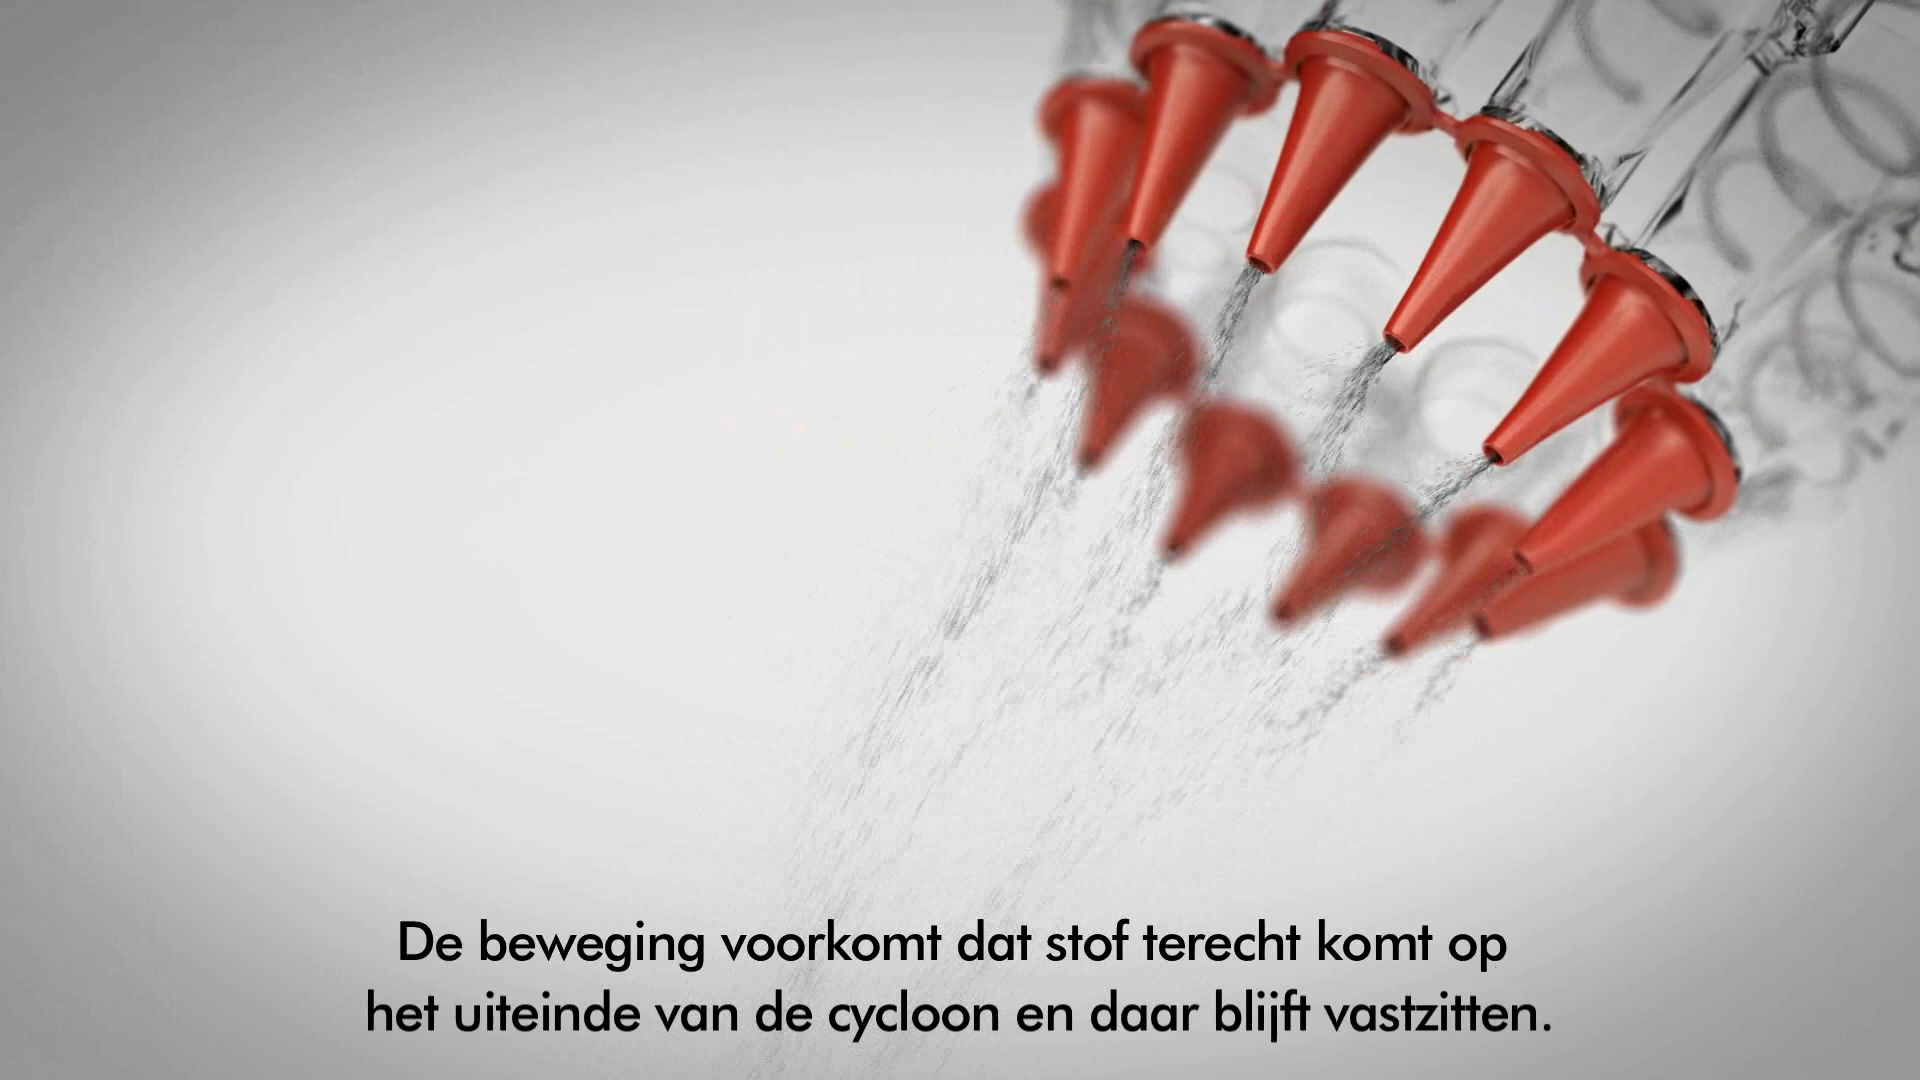 De beweging voorkomt dat stof terecht komt op
het uiteinde van de cycloon en daar blijft vastzitten.